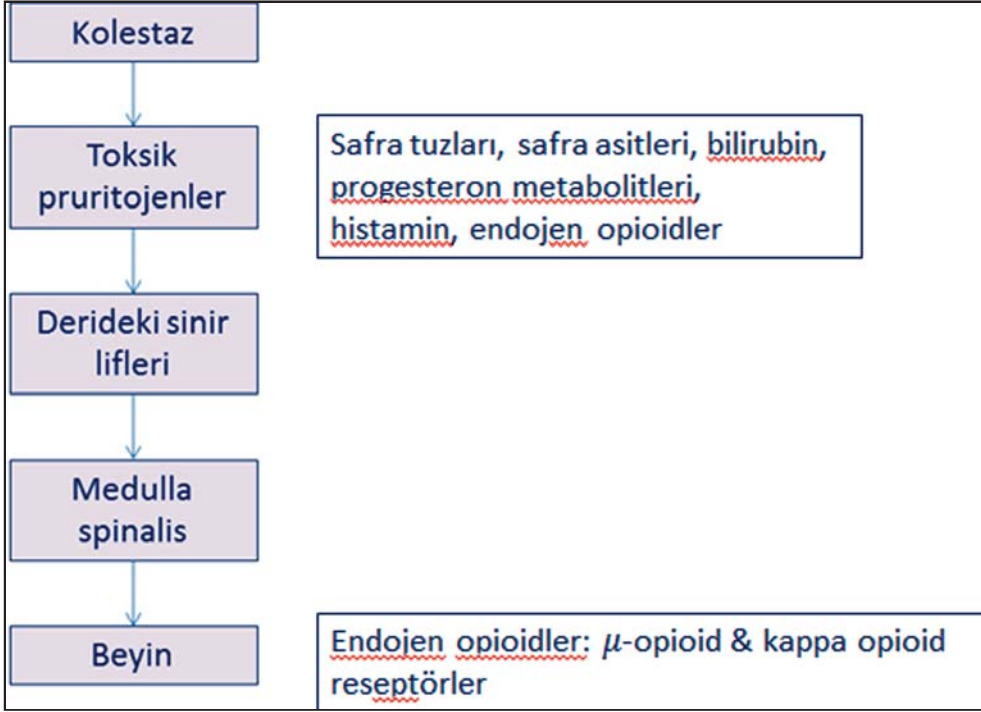 Kolestaz
Toksik
pruritojenler
Safra tuzları, safra asitleri, bilirubin,
progesteron metabolitleri,
histamin, endojen opioidler
Derideki sinir
lifleri
Medulla
spinalis
Beyin
Endojen opioidler: μ-opioid & kappa opioid
reseptörler